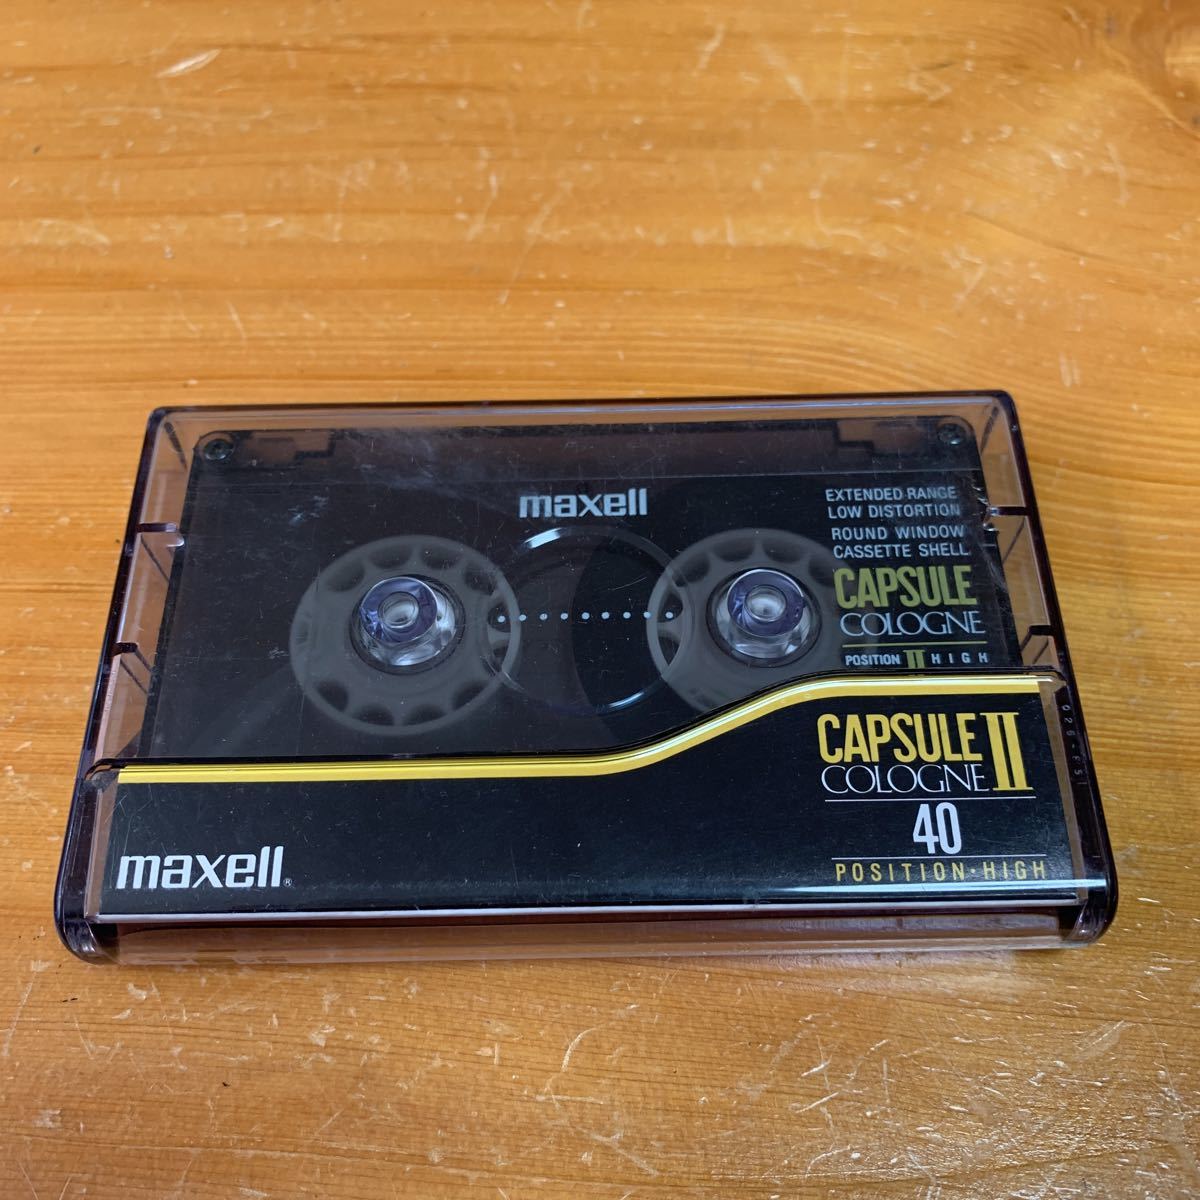 maxell
EXTENDED RANGE
LOW DISTORTION
ROUND WINDOW
CASSETTE SHELL
CAPSULE
COLOGNE
POSITION II HIGH
CAPSULE II
COLOGNE
40
POSITION·HIGH
maxell®